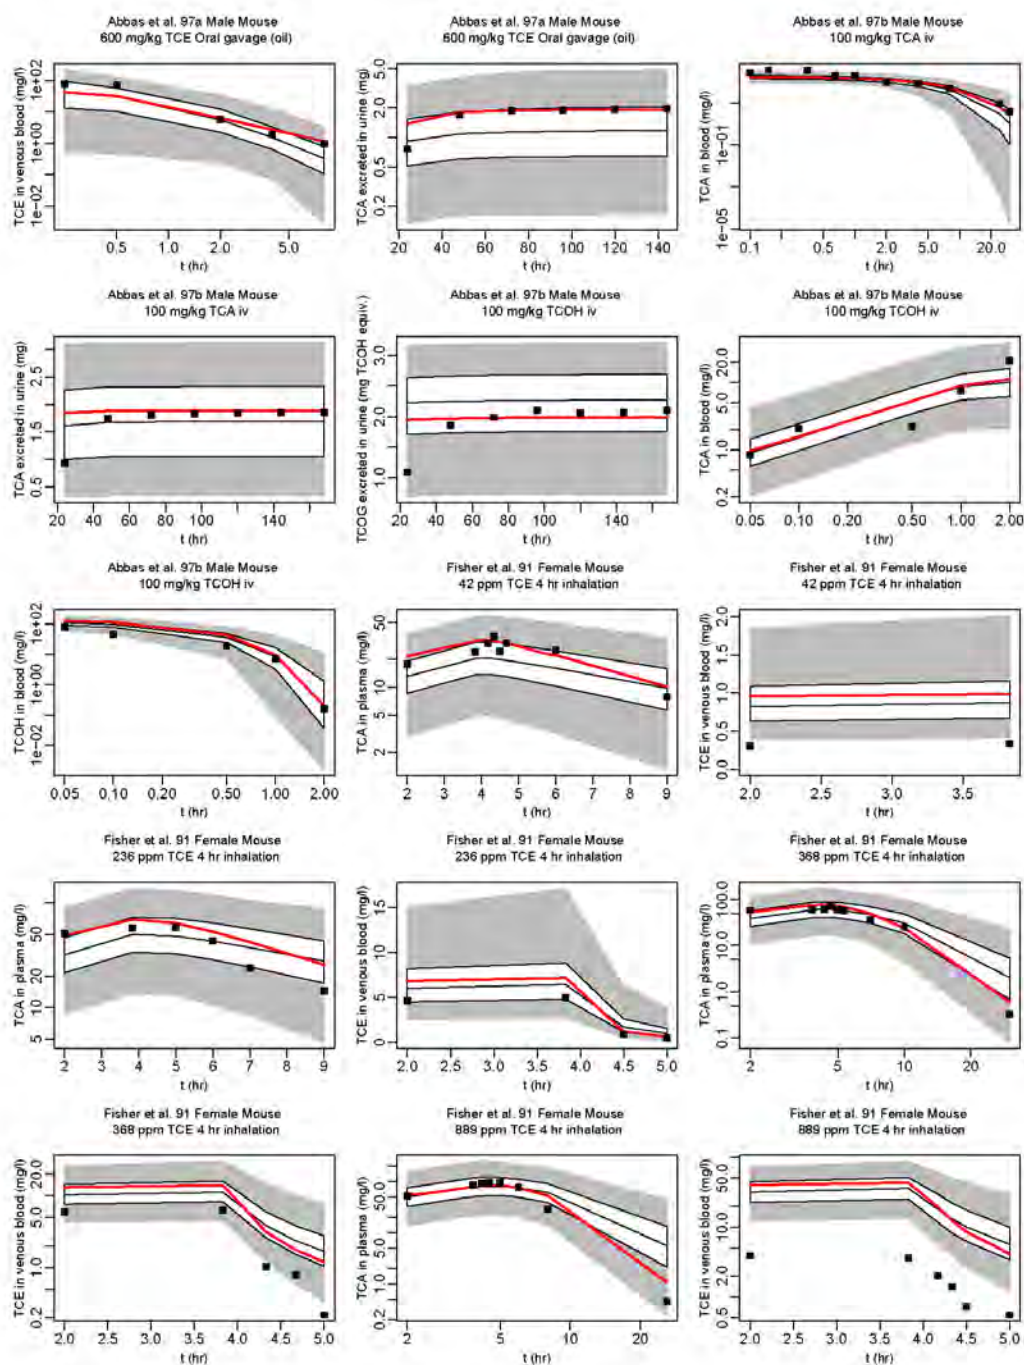 Abbas et al. 97a Male Mouse
600 mg/kg TCE Oral gavage (oil)
TCE in venous blood (mg/l)
1e+02
1e+00
1e-02
0.5 1.0 2.0 5.0
t (hr)
Abbas et al. 97a Male Mouse
600 mg/kg TCE Oral gavage (oil)
TCA excreted in urine (mg)
5.0
2.0
0.5
0.2
20 40 60 80 100 120 140
t (hr)
Abbas et al. 97b Male Mouse
100 mg/kg TCA iv
TCA in blood (mg/l)
1e-01
1e-05
0.1 0.5 2.0 5.0 20.0
t (hr)
Abbas et al. 97b Male Mouse
100 mg/kg TCA iv
TCA excreted in urine (mg)
2.5
1.5
0.5
20 40 60 80 100 140
t (hr)
Abbas et al. 97b Male Mouse
100 mg/kg TCOH iv
TCOG excreted in urine (mg TCOH equiv.)
3.0
2.0
1.0
20 40 60 80 100 140
t (hr)
Abbas et al. 97b Male Mouse
100 mg/kg TCOH iv
TCA in blood (mg/l)
20.0
5.0
1.0
0.2
0.05 0.10 0.20 0.50 1.00 2.00
t (hr)
Abbas et al. 97b Male Mouse
100 mg/kg TCOH iv
TCOH in blood (mg/l)
1e+02
1e+00
1e-02
0.05 0.10 0.20 0.50 1.00 2.00
t (hr)
Fisher et al. 91 Female Mouse
42 ppm TCE 4 hr inhalation
TCA in plasma (mg/l)
50
10
5
2
2 3 4 5 6 7 8 9
t (hr)
Fisher et al. 91 Female Mouse
42 ppm TCE 4 hr inhalation
TCE in venous blood (mg/l)
2.0
1.5
1.0
0.5
0.0
2.0 2.5 3.0 3.5
t (hr)
Fisher et al. 91 Female Mouse
236 ppm TCE 4 hr inhalation
TCA in plasma (mg/l)
50
20
10
5
2 3 4 5 6 7 8 9
t (hr)
Fisher et al. 91 Female Mouse
236 ppm TCE 4 hr inhalation
TCE in venous blood (mg/l)
15
10
5
0
2.0 2.5 3.0 3.5 4.0 4.5 5.0
t (hr)
Fisher et al. 91 Female Mouse
368 ppm TCE 4 hr inhalation
TCA in plasma (mg/l)
100.0
10.0
1.0
0.1
2 5 10 20
t (hr)
Fisher et al. 91 Female Mouse
368 ppm TCE 4 hr inhalation
TCE in venous blood (mg/l)
20.0
5.0
1.0
0.2
2.0 2.5 3.0 3.5 4.0 4.5 5.0
t (hr)
Fisher et al. 91 Female Mouse
889 ppm TCE 4 hr inhalation
TCA in plasma (mg/l)
50.0
5.0
1.0
0.2
2 5 10 20
t (hr)
Fisher et al. 91 Female Mouse
889 ppm TCE 4 hr inhalation
TCE in venous blood (mg/l)
50.0
10.0
2.0
0.5
2.0 2.5 3.0 3.5 4.0 4.5 5.0
t (hr)